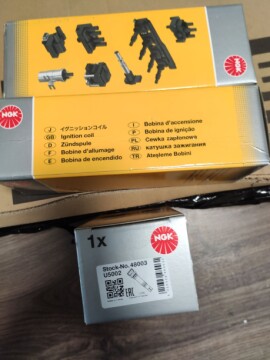 NGK
NGK
J イグニッションコイル
GB Ignition coil
D Zündspule
F Bobine d'allumage
E Bobina de encendido
I Bobina d'accensione
P Bobina de ignição
PL Cewka zapłonowa
RU катушка зажигания
TR Ateşleme Bobini
1x
NGK
Stock-No. 48003
U5002
EAC